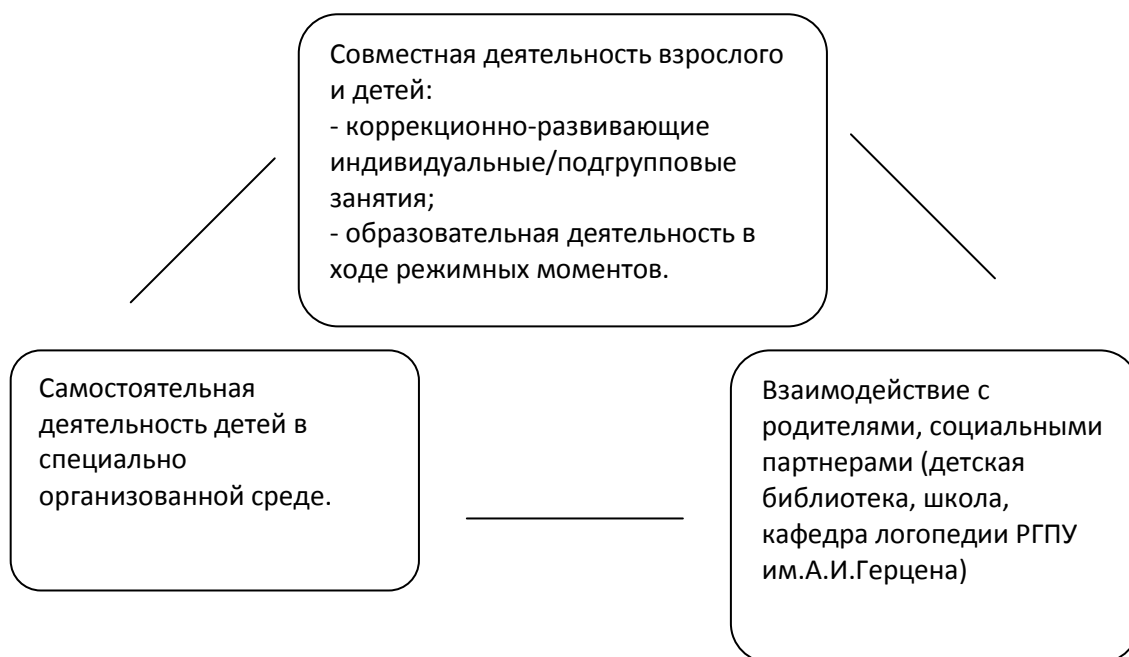 Совместная деятельность взрослого
и детей:
- коррекционно-развивающие
индивидуальные/подгрупповые
занятия;
- образовательная деятельность в
ходе режимных моментов.
Самостоятельная
деятельность детей в
специально
организованной среде.
Взаимодействие с
родителями, социальными
партнерами (детская
библиотека, школа,
кафедра логопедии РГПУ
им.А.И.Герцена)